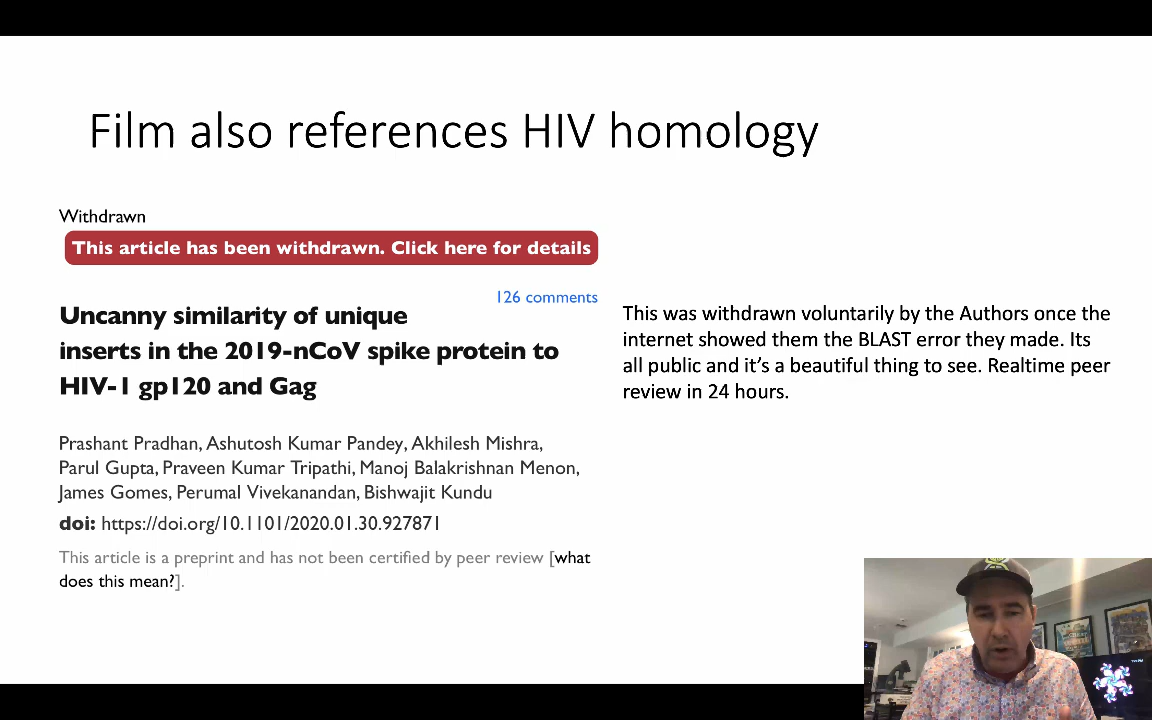 Film also references HIV homology
Withdrawn
This article has been withdrawn. Click here for details
126 comments
Uncanny similarity of unique
inserts in the 2019-nCoV spike protein to
HIV-1 gp120 and Gag
Prashant Pradhan, Ashutosh Kumar Pandey, Akhilesh Mishra,
Parul Gupta, Praveen Kumar Tripathi, Manoj Balakrishnan Menon,
James Gomes, Perumal Vivekanandan, Bishwajit Kundu
doi: https://doi.org/10.1101/2020.01.30.927871
This article is a preprint and has not been certified by peer review [what
does this mean?].
This was withdrawn voluntarily by the Authors once the
internet showed them the BLAST error they made. Its
all public and it’s a beautiful thing to see. Realtime peer
review in 24 hours.